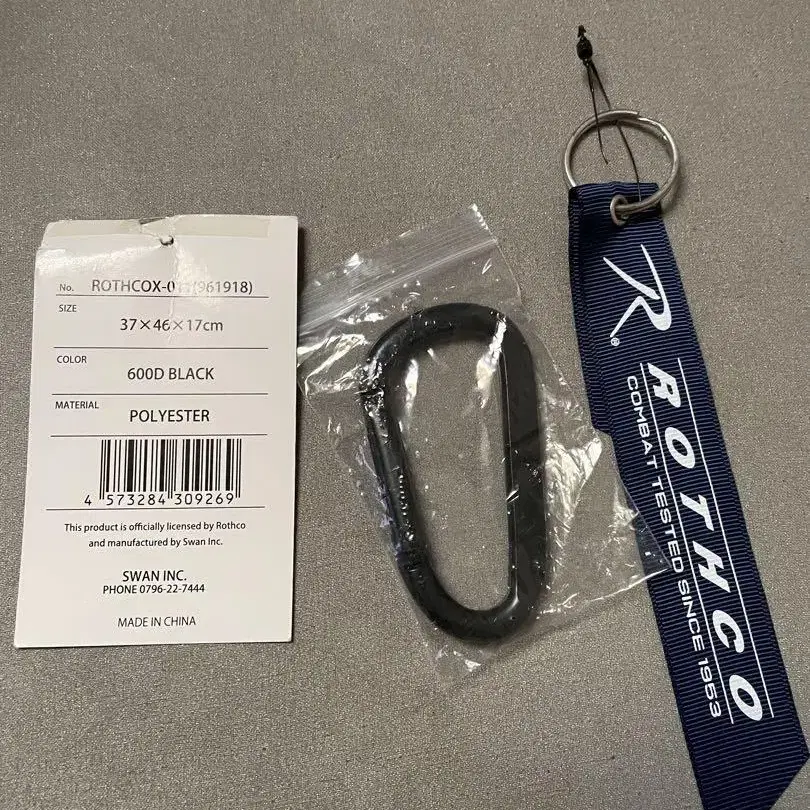 No. ROTHCOX-011(961918)
SIZE
37×46×17cm
COLOR
600D BLACK
MATERIAL
POLYESTER
4 573284 309269
This product is officially licensed by Rothco
and manufactured by Swan Inc.
SWAN INC.
PHONE 0796-22-7444
MADE IN CHINA
R®
ROTHCO
COMBAT TESTED SINCE 1953